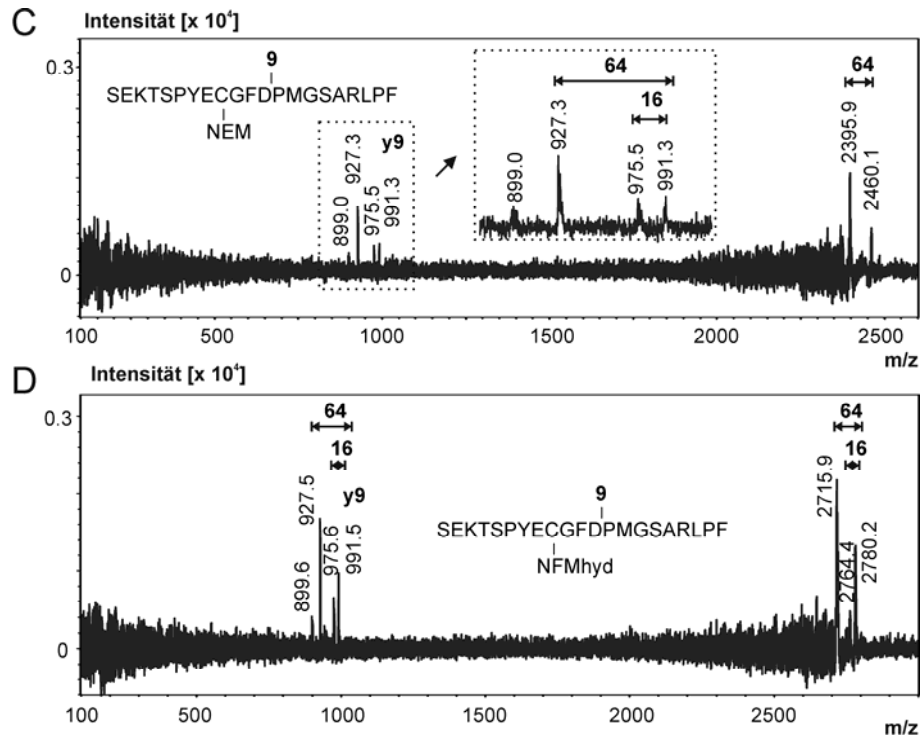 C
Intensität [x 10⁴]
0.3
0
9
SEKTSPYECGFDPMGSARLPF
NEM
y9
899.0
927.3
975.5
991.3
64
16
899.0
927.3
975.5
991.3
64
2395.9
2460.1
100 500 1000 1500 2000 2500
m/z
D
Intensität [x 10⁴]
0.3
0
64
16
y9
899.6
927.5
975.6
991.5
9
SEKTSPYECGFDPMGSARLPF
NFMhyd
64
16
2715.9
2764.4
2780.2
100 500 1000 1500 2000 2500
m/z